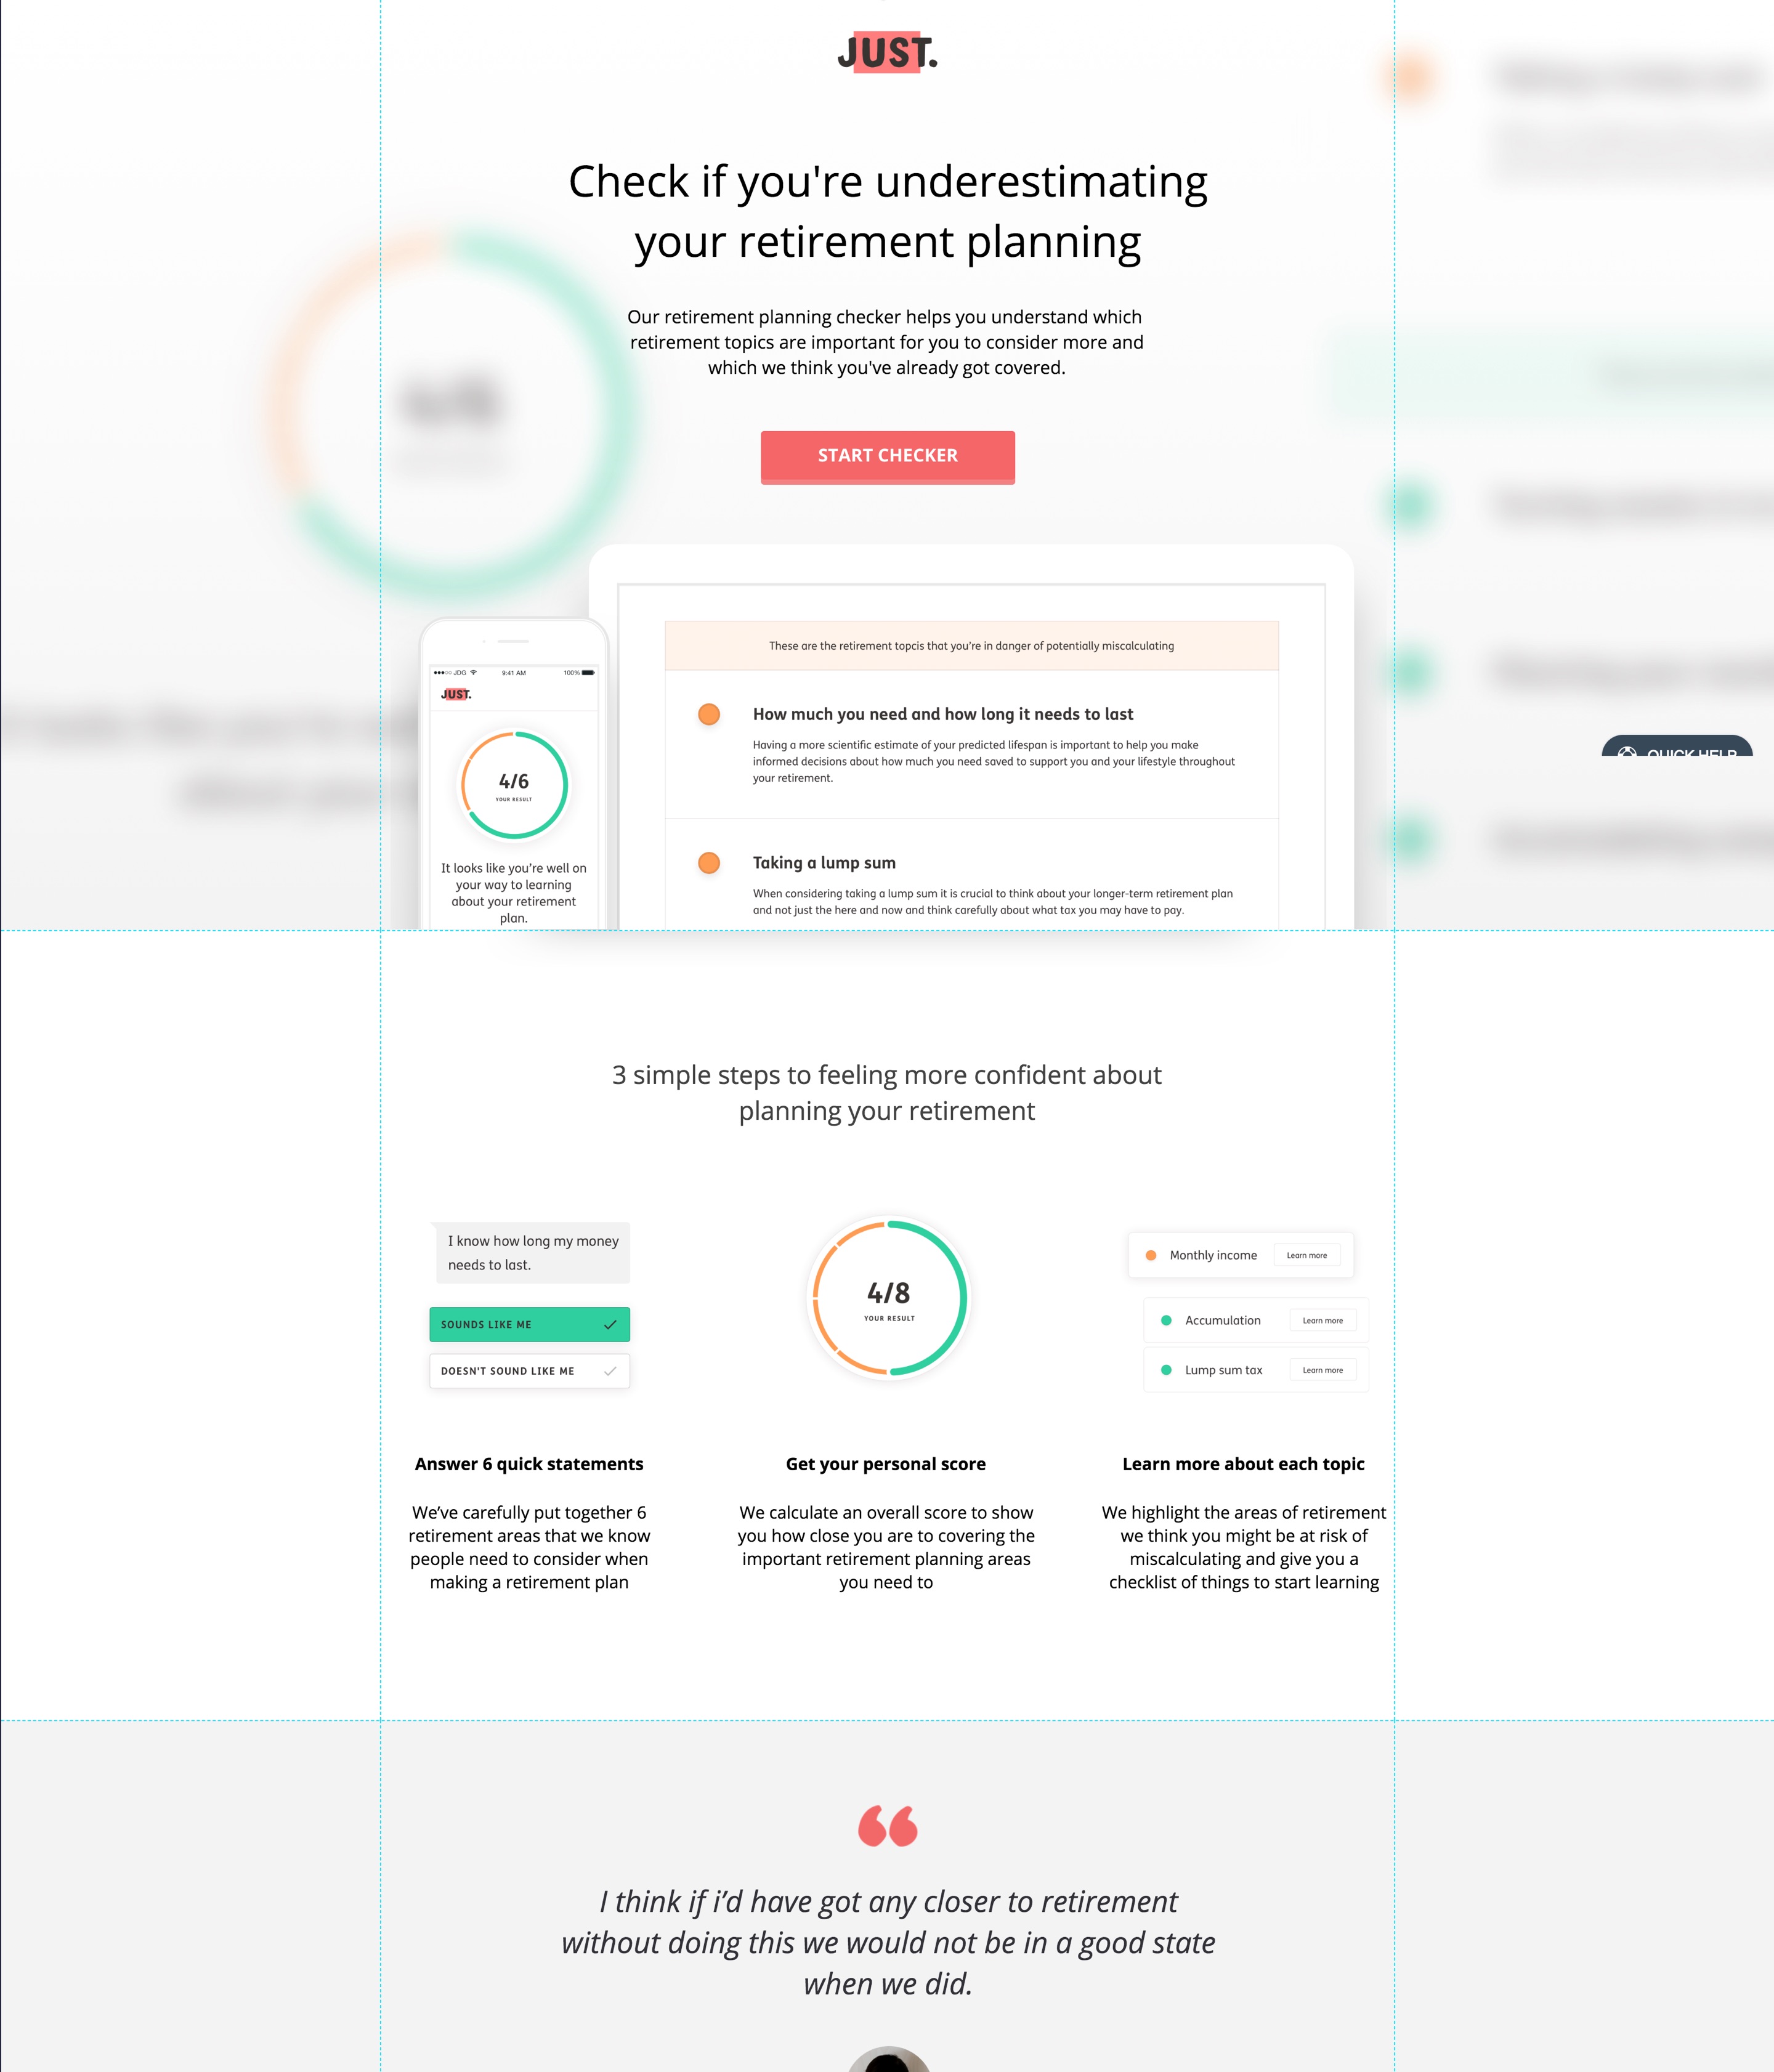 JUST.
Check if you're underestimating
your retirement planning
Our retirement planning checker helps you understand which
retirement topics are important for you to consider more and
which we think you've already got covered.
START CHECKER
These are the retirement topcis that you're in danger of potentially miscalculating
How much you need and how long it needs to last
Having a more scientific estimate of your predicted lifespan is important to help you make
informed decisions about how much you need saved to support you and your lifestyle throughout
your retirement.
Taking a lump sum
When considering taking a lump sum it is crucial to think about your longer-term retirement plan
and not just the here and now and think carefully about what tax you may have to pay.
JDG 9:41 AM 100%
JUST.
4/6
YOUR RESULT
It looks like you're well on
your way to learning
about your retirement
plan.
QUICK HELP
3 simple steps to feeling more confident about
planning your retirement
I know how long my money
needs to last.
SOUNDS LIKE ME
DOESN'T SOUND LIKE ME
4/8
YOUR RESULT
Monthly income Learn more
Accumulation Learn more
Lump sum tax Learn more
Answer 6 quick statements
We've carefully put together 6
retirement areas that we know
people need to consider when
making a retirement plan
Get your personal score
We calculate an overall score to show
you how close you are to covering the
important retirement planning areas
you need to
Learn more about each topic
We highlight the areas of retirement
we think you might be at risk of
miscalculating and give you a
checklist of things to start learning
I think if i'd have got any closer to retirement
without doing this we would not be in a good state
when we did.